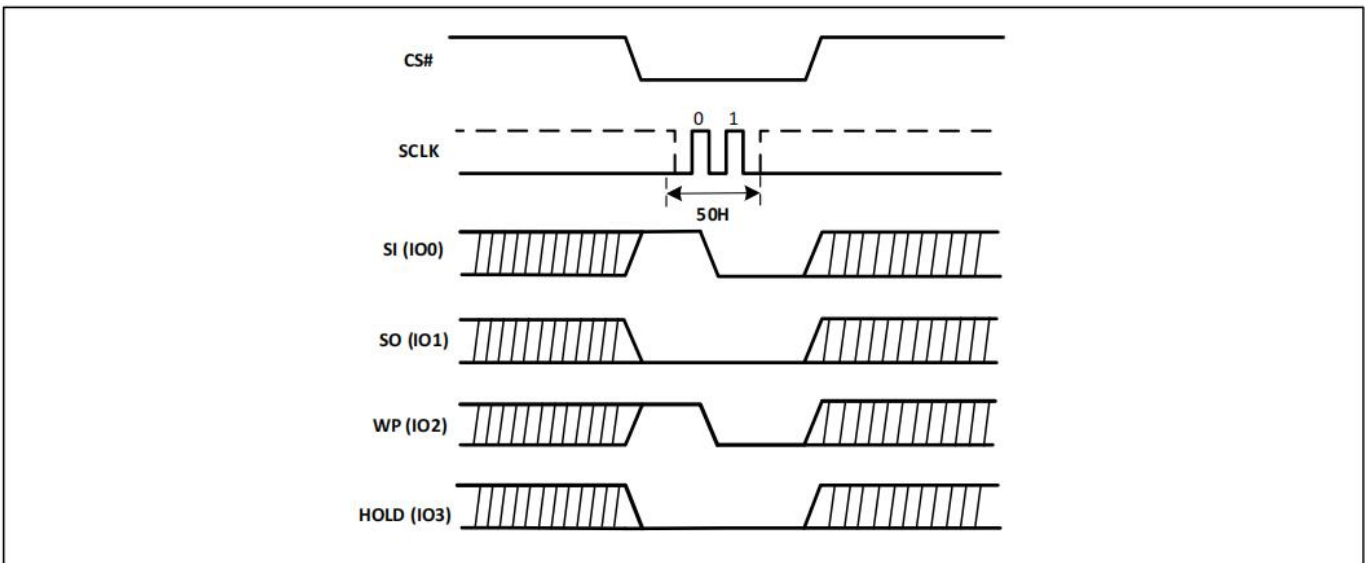 CS#
0 1
SCLK
50H
SI (IO0)
SO (IO1)
WP (IO2)
HOLD (IO3)